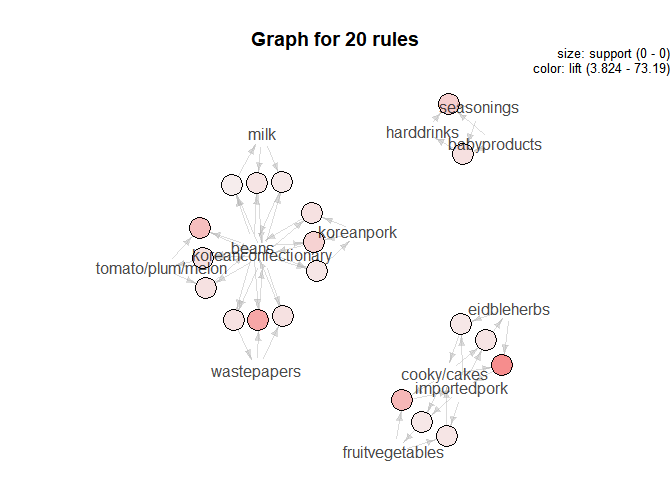 Graph for 20 rules
size: support (0 - 0)
color: lift (3.824 - 73.19)
seasonings
harddrinks
milk
babyproducts
koreanpork
beans
koreanconfectionary
tomato/plum/melon
eidbleherbs
wastepapers
cooky/cakes
importedpork
fruitvegetables